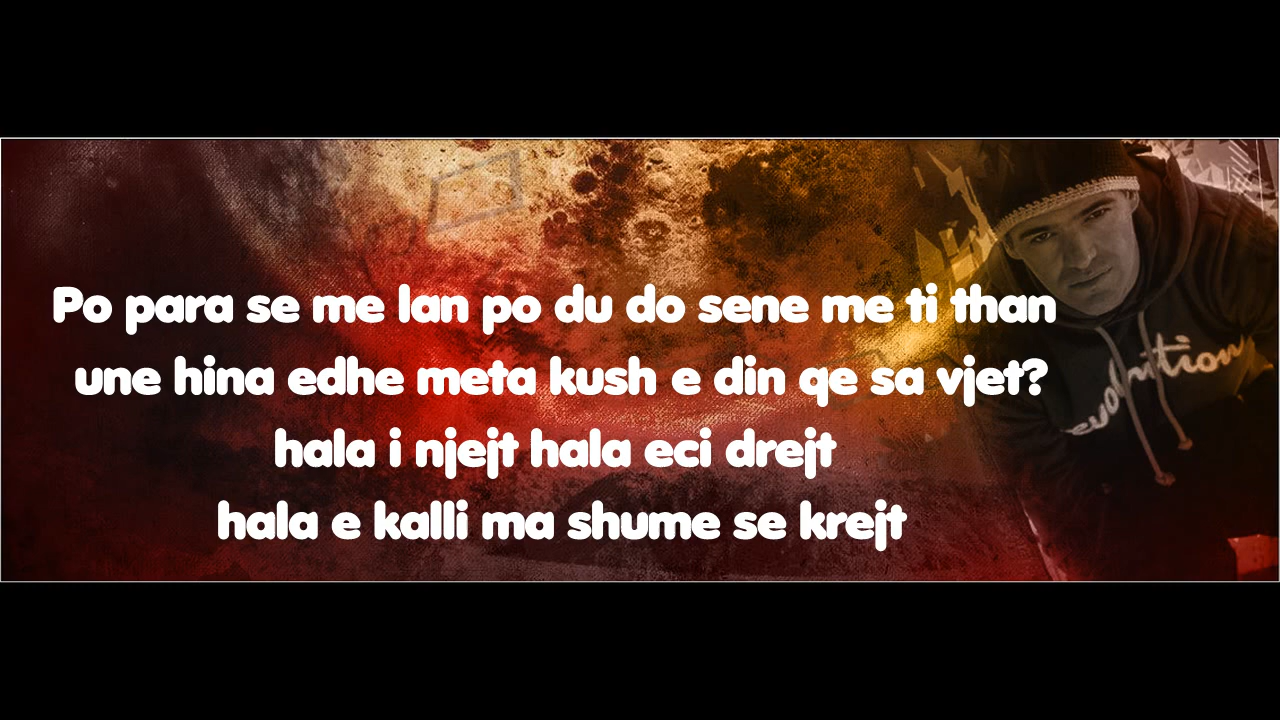 Po para se me lan po du do sene me ti than
une hina edhe meta kush e din qe sa vjet?
hala i njejt hala eci drejt
hala e kalli ma shume se krejt